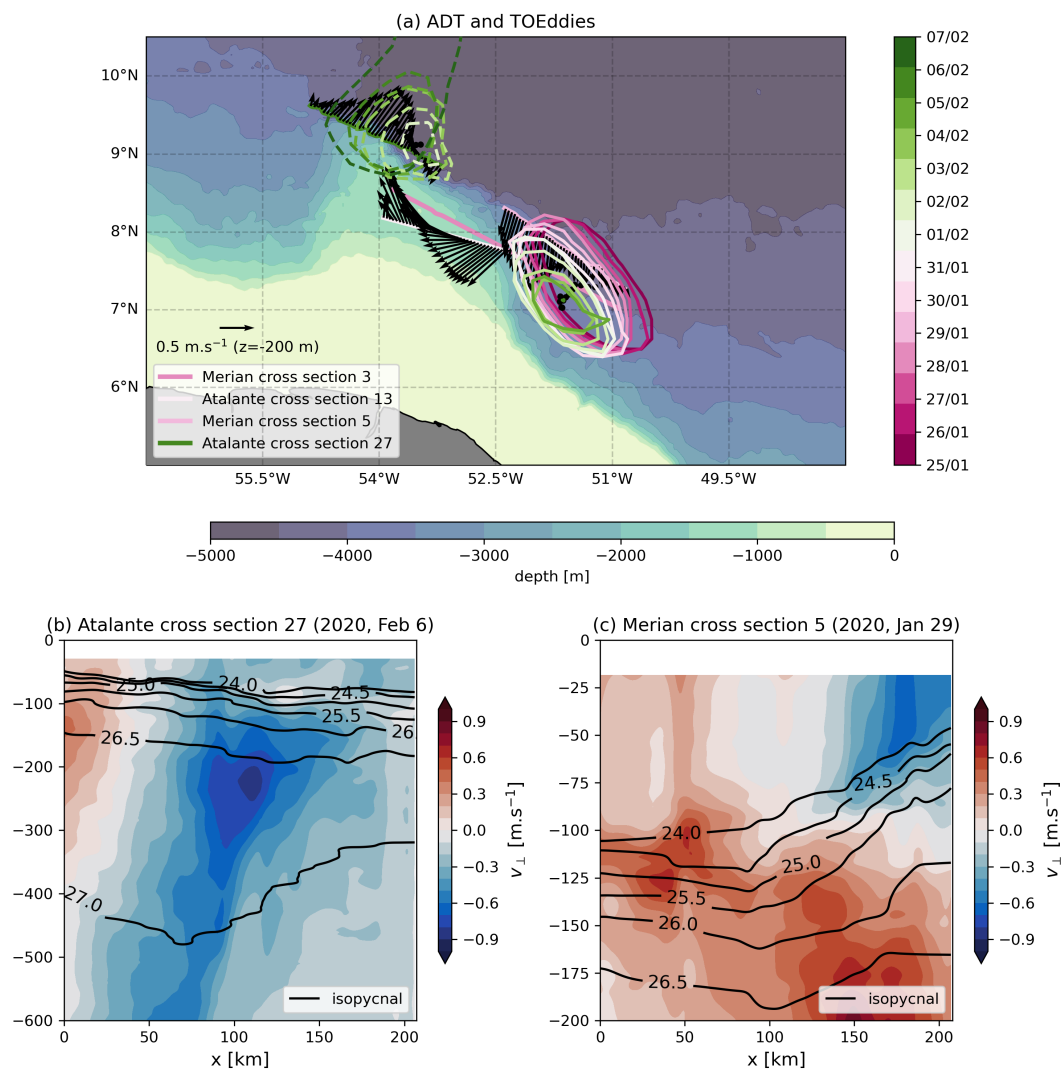 (a) ADT and TOEddies
10°N
9°N
8°N
7°N
6°N
0.5 m.s⁻¹ (z=-200 m)
Merian cross section 3
Atalante cross section 13
Merian cross section 5
Atalante cross section 27
55.5°W 54°W 52.5°W 51°W 49.5°W
07/02
06/02
05/02
04/02
03/02
02/02
01/02
31/01
30/01
29/01
28/01
27/01
26/01
25/01
−5000 −4000 −3000 −2000 −1000 0
depth [m]
(b) Atalante cross section 27 (2020, Feb 6)
0
−100
−200
−300
−400
−500
−600
25.0 24.0 24.5
25.5
26.5 26
27.0
isopycnal
0 50 100 150 200
x [km]
0.9
0.6
0.3
0.0
−0.3
−0.6
−0.9
v⊥ [m.s⁻¹]
(c) Merian cross section 5 (2020, Jan 29)
0
−25
−50
−75
−100
−125
−150
−175
−200
24.5
24.0
25.0
25.5
26.0
26.5
isopycnal
0 50 100 150 200
x [km]
0.9
0.6
0.3
0.0
−0.3
−0.6
−0.9
v⊥ [m.s⁻¹]